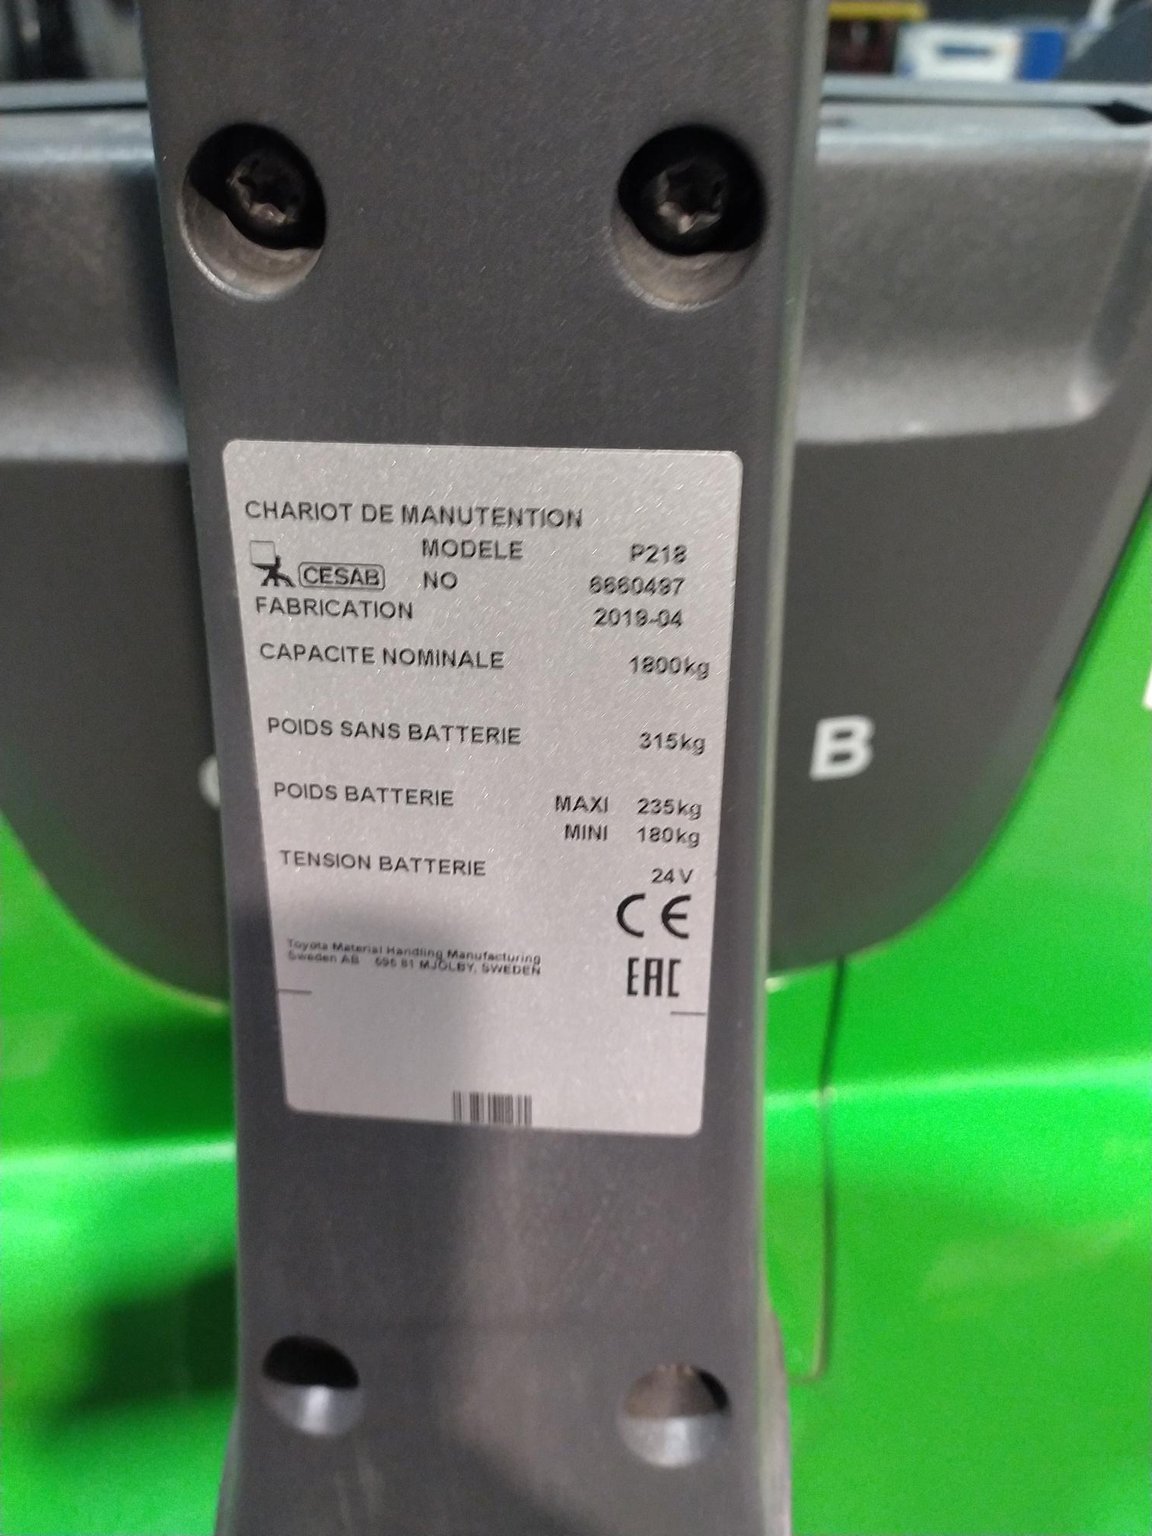 CHARIOT DE MANUTENTION
MODELE P218
CESAB NO 6660497
FABRICATION 2019-04
CAPACITE NOMINALE 1800kg
POIDS SANS BATTERIE 315kg
POIDS BATTERIE MAXI 235kg
MINI 180kg
TENSION BATTERIE 24V
CE
Toyota Material Handling Manufacturing
Sweden AB 595 81 MJÖLBY, SWEDEN
EAC
B